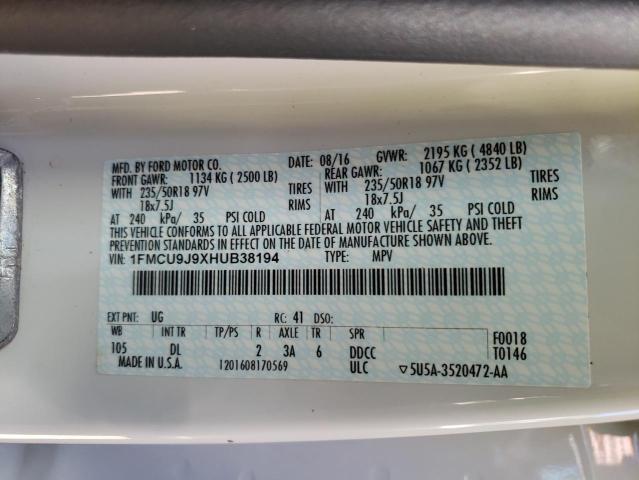 MFD. BY FORD MOTOR CO. DATE: 08/16 GVWR: 2195 KG ( 4840 LB)
FRONT GAWR: 1134 KG ( 2500 LB) REAR GAWR: 1067 KG ( 2352 LB)
WITH 235/50R18 97V TIRES WITH 235/50R18 97V TIRES
18x7.5J RIMS 18x7.5J RIMS
AT 240 kPa/ 35 PSI COLD AT 240 kPa/ 35 PSI COLD
THIS VEHICLE CONFORMS TO ALL APPLICABLE FEDERAL MOTOR VEHICLE SAFETY AND THEFT
PREVENTION STANDARDS IN EFFECT ON THE DATE OF MANUFACTURE SHOWN ABOVE.
VIN: 1FMCU9J9XHUB38194 TYPE: MPV
EXT PNT: UG RC: 41 DSO:
WB INT TR TP/PS R AXLE TR SPR F0018
105 DL 2 3A 6 DDCC T0146
MADE IN U.S.A. 1201608170569 ULC ▽5U5A-3520472-AA